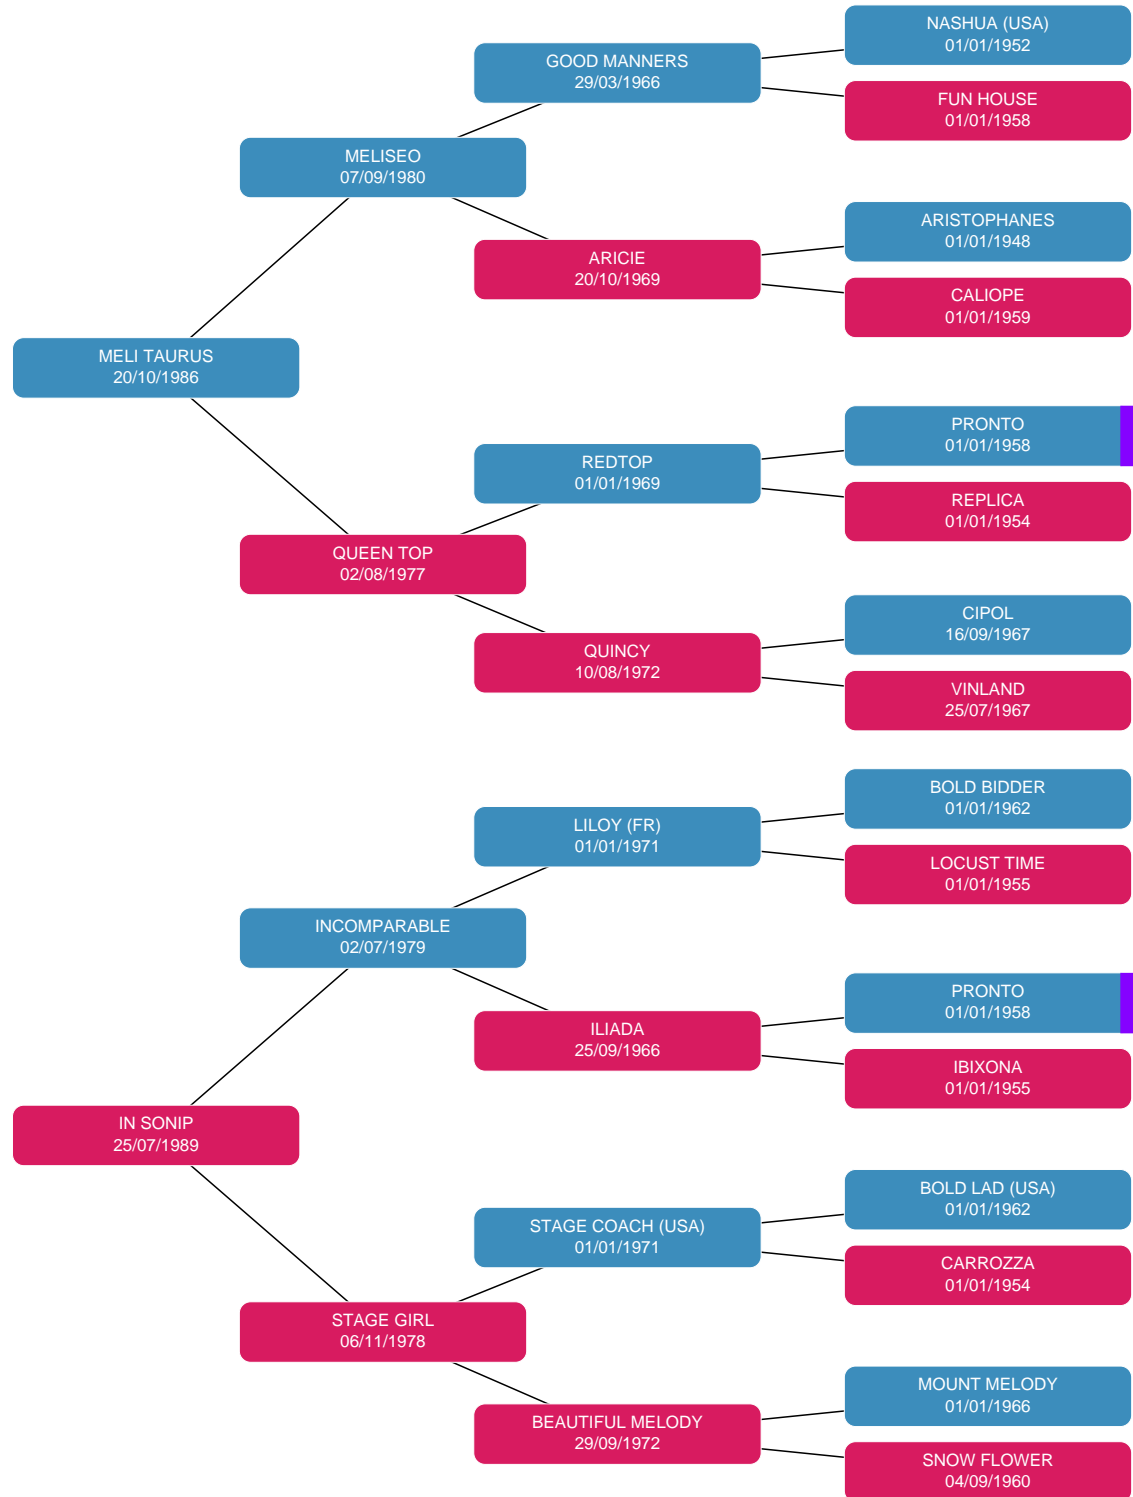 NASHUA (USA)
01/01/1952
GOOD MANNERS
29/03/1966
FUN HOUSE
01/01/1958
MELISEO
07/09/1980
ARISTOPHANES
01/01/1948
ARICIE
20/10/1969
CALIOPE
01/01/1959
MELI TAURUS
20/10/1986
PRONTO
01/01/1958
REDTOP
01/01/1969
REPLICA
01/01/1954
QUEEN TOP
02/08/1977
CIPOL
16/09/1967
QUINCY
10/08/1972
VINLAND
25/07/1967
BOLD BIDDER
01/01/1962
LILOY (FR)
01/01/1971
LOCUST TIME
01/01/1955
INCOMPARABLE
02/07/1979
PRONTO
01/01/1958
ILIADA
25/09/1966
IBIXONA
01/01/1955
IN SONIP
25/07/1989
BOLD LAD (USA)
01/01/1962
STAGE COACH (USA)
01/01/1971
CARROZZA
01/01/1954
STAGE GIRL
06/11/1978
MOUNT MELODY
01/01/1966
BEAUTIFUL MELODY
29/09/1972
SNOW FLOWER
04/09/1960